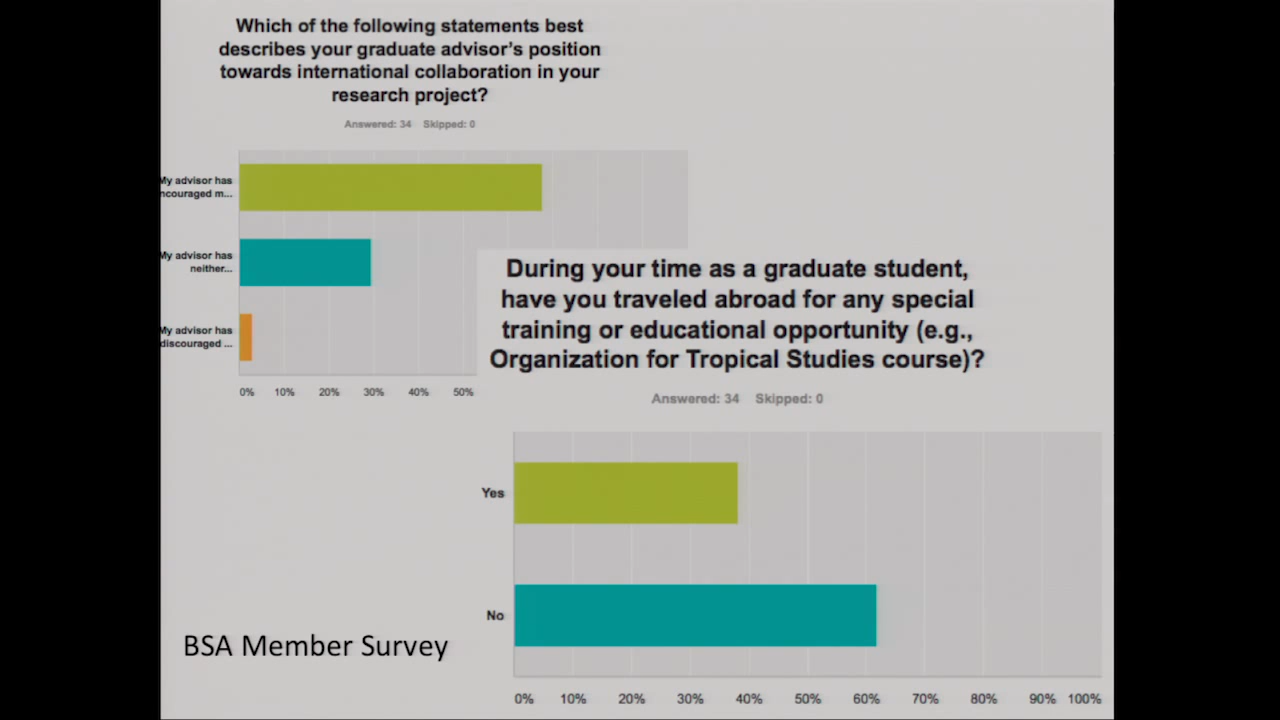 Which of the following statements best
describes your graduate advisor's position
towards international collaboration in your
research project?
Answered: 34 Skipped: 0
My advisor has
ncouraged m...
My advisor has
neither...
My advisor has
discouraged ...
0% 10% 20% 30% 40% 50%
During your time as a graduate student,
have you traveled abroad for any special
training or educational opportunity (e.g.,
Organization for Tropical Studies course)?
Answered: 34 Skipped: 0
Yes
No
0% 10% 20% 30% 40% 50% 60% 70% 80% 90% 100%
BSA Member Survey